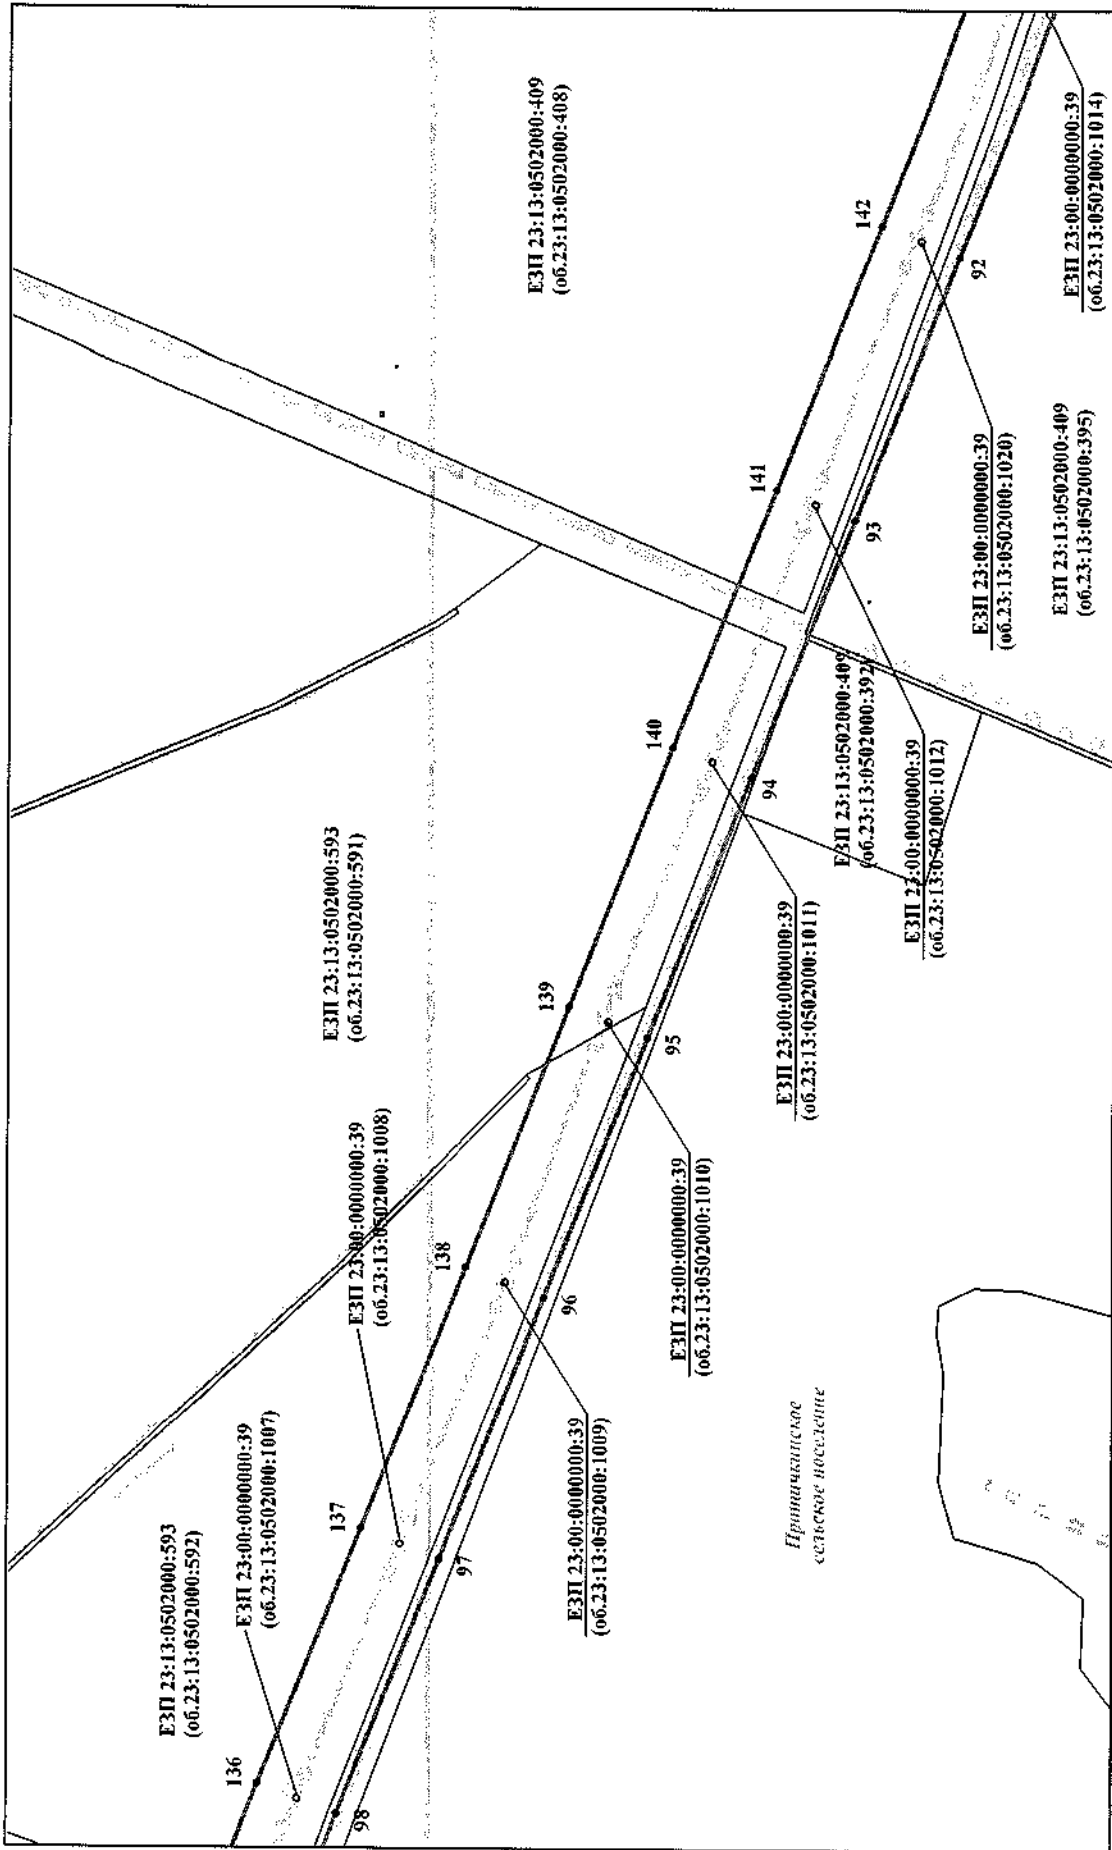 136
ЕЗП 23:13:0502000:593
(об.23:13:0502000:592)
ЕЗП 23:00:0000000:39
(об.23:13:0502000:1007)
137
ЕЗП 23:00:0000000:39
(об.23:13:0502000:1008)
138
ЕЗП 23:13:0502000:593
(об.23:13:0502000:591)
139
140
141
ЕЗП 23:13:0502000:409
(об.23:13:0502000:408)
142
98
97
ЕЗП 23:00:0000000:39
(об.23:13:0502000:1009)
96
ЕЗП 23:00:0000000:39
(об.23:13:0502000:1010)
95
ЕЗП 23:00:0000000:39
(об.23:13:0502000:1011)
94
ЕЗП 23:13:0502000:409
(об.23:13:0502000:392)
ЕЗП 23:00:0000000:39
(об.23:13:0502000:1012)
93
ЕЗП 23:00:0000000:39
(об.23:13:0502000:1020)
ЕЗП 23:13:0502000:409
(об.23:13:0502000:395)
92
ЕЗП 23:00:0000000:39
(об.23:13:0502000:1014)
сельское поселение